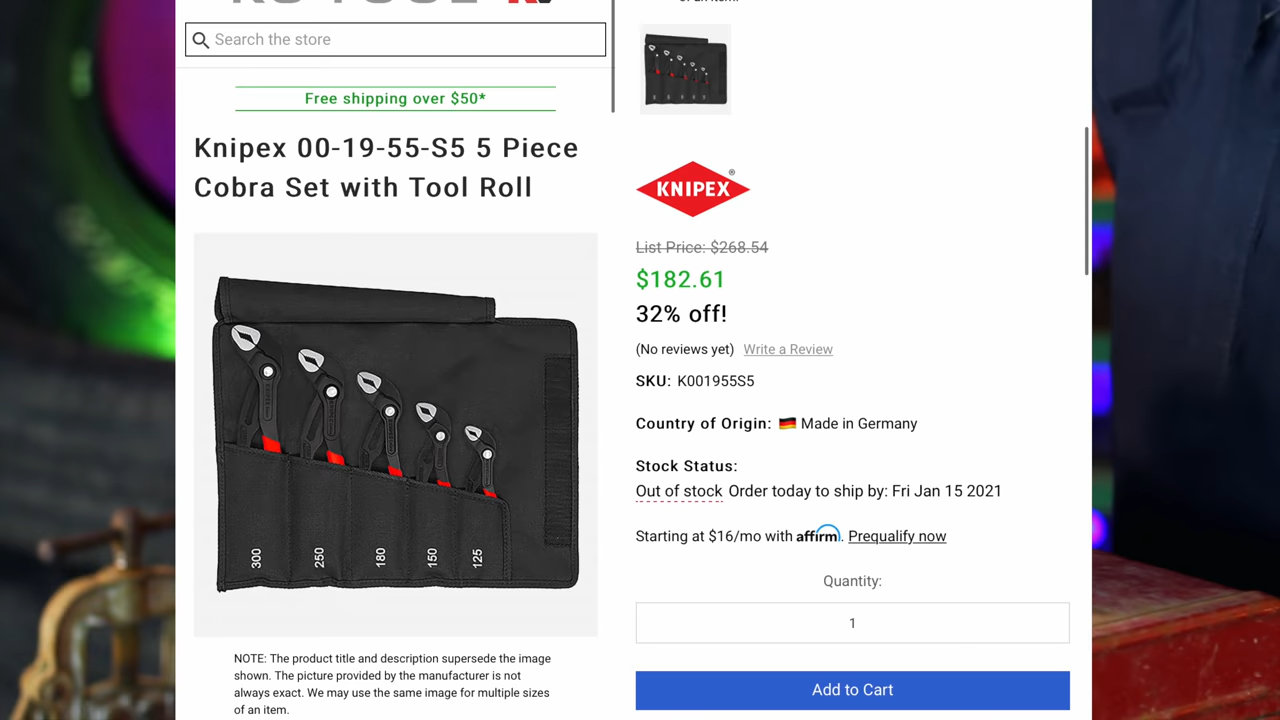 Search the store
Free shipping over $50*
Knipex 00-19-55-S5 5 Piece
Cobra Set with Tool Roll
300
250
180
150
125
NOTE: The product title and description supersede the image
shown. The picture provided by the manufacturer is not
always exact. We may use the same image for multiple sizes
of an item.
KNIPEX®
List Price: $268.54
$182.61
32% off!
(No reviews yet) Write a Review
SKU: K001955S5
Country of Origin: Made in Germany
Stock Status:
Out of stock Order today to ship by: Fri Jan 15 2021
Starting at $16/mo with affirm. Prequalify now
Quantity:
1
Add to Cart